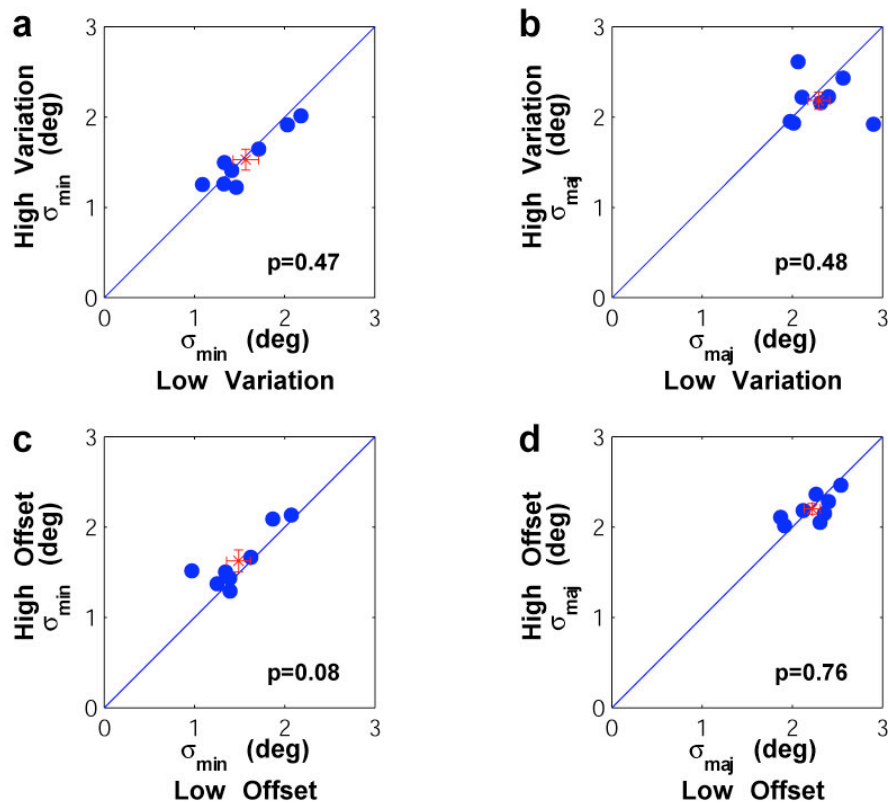 a
3
2
1
0
High Variation
σmin (deg)
p=0.47
0 1 2 3
σmin (deg)
Low Variation
b
3
2
1
0
High Variation
σmaj (deg)
p=0.48
0 1 2 3
σmaj (deg)
Low Variation
c
3
2
1
0
High Offset
σmin (deg)
p=0.08
0 1 2 3
σmin (deg)
Low Offset
d
3
2
1
0
High Offset
σmaj (deg)
p=0.76
0 1 2 3
σmaj (deg)
Low Offset